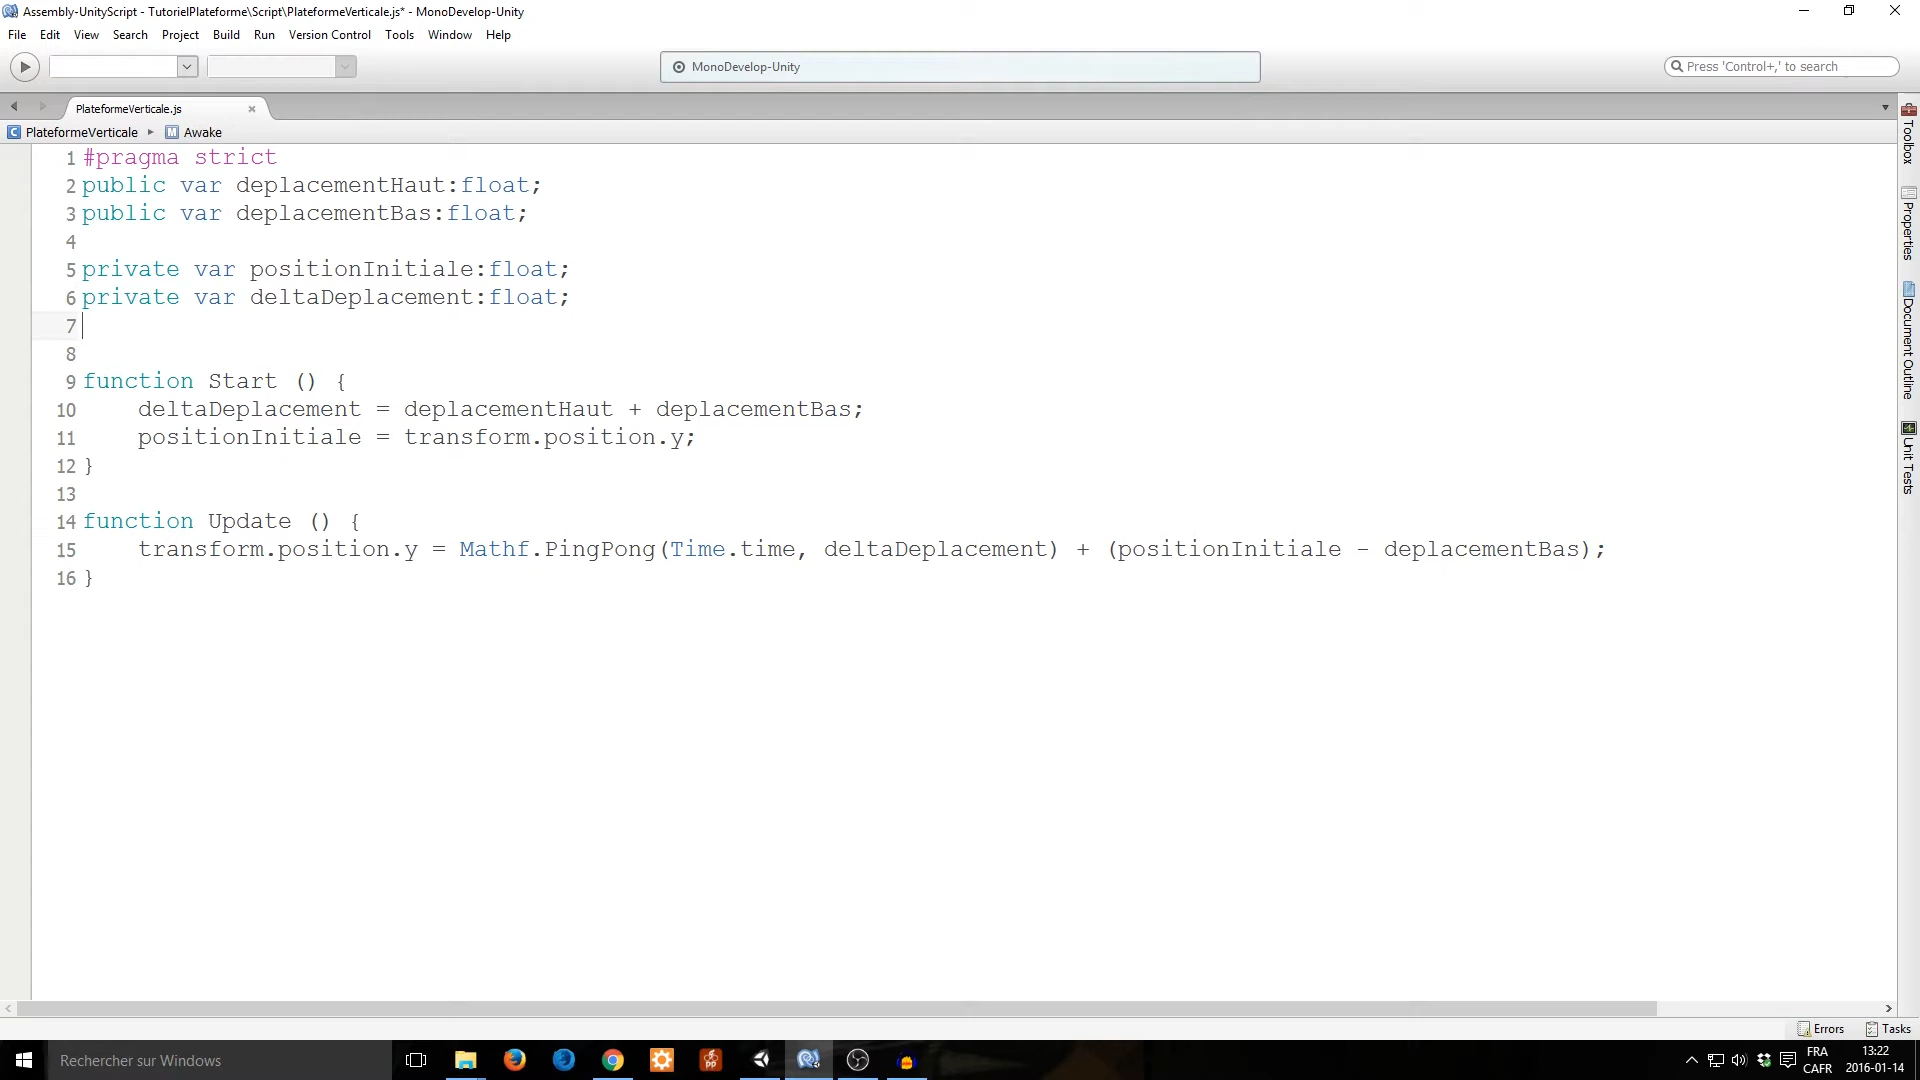 Assembly-UnityScript - TutorielPlateforme\Script\PlateformeVerticale.js* - MonoDevelop-Unity
File Edit View Search Project Build Run Version Control Tools Window Help
MonoDevelop-Unity
Press 'Control+,' to search
PlateformeVerticale.js
PlateformeVerticale Awake
1 #pragma strict
2 public var deplacementHaut:float;
3 public var deplacementBas:float;
4
5 private var positionInitiale:float;
6 private var deltaDeplacement:float;
7
8
9 function Start () {
10 deltaDeplacement = deplacementHaut + deplacementBas;
11 positionInitiale = transform.position.y;
12 }
13
14 function Update () {
15 transform.position.y = Mathf.PingPong(Time.time, deltaDeplacement) + (positionInitiale - deplacementBas);
16 }
Toolbox
Properties
Document Outline
Unit Tests
Errors Tasks
Rechercher sur Windows
FRA
CAFR
13:22
2016-01-14